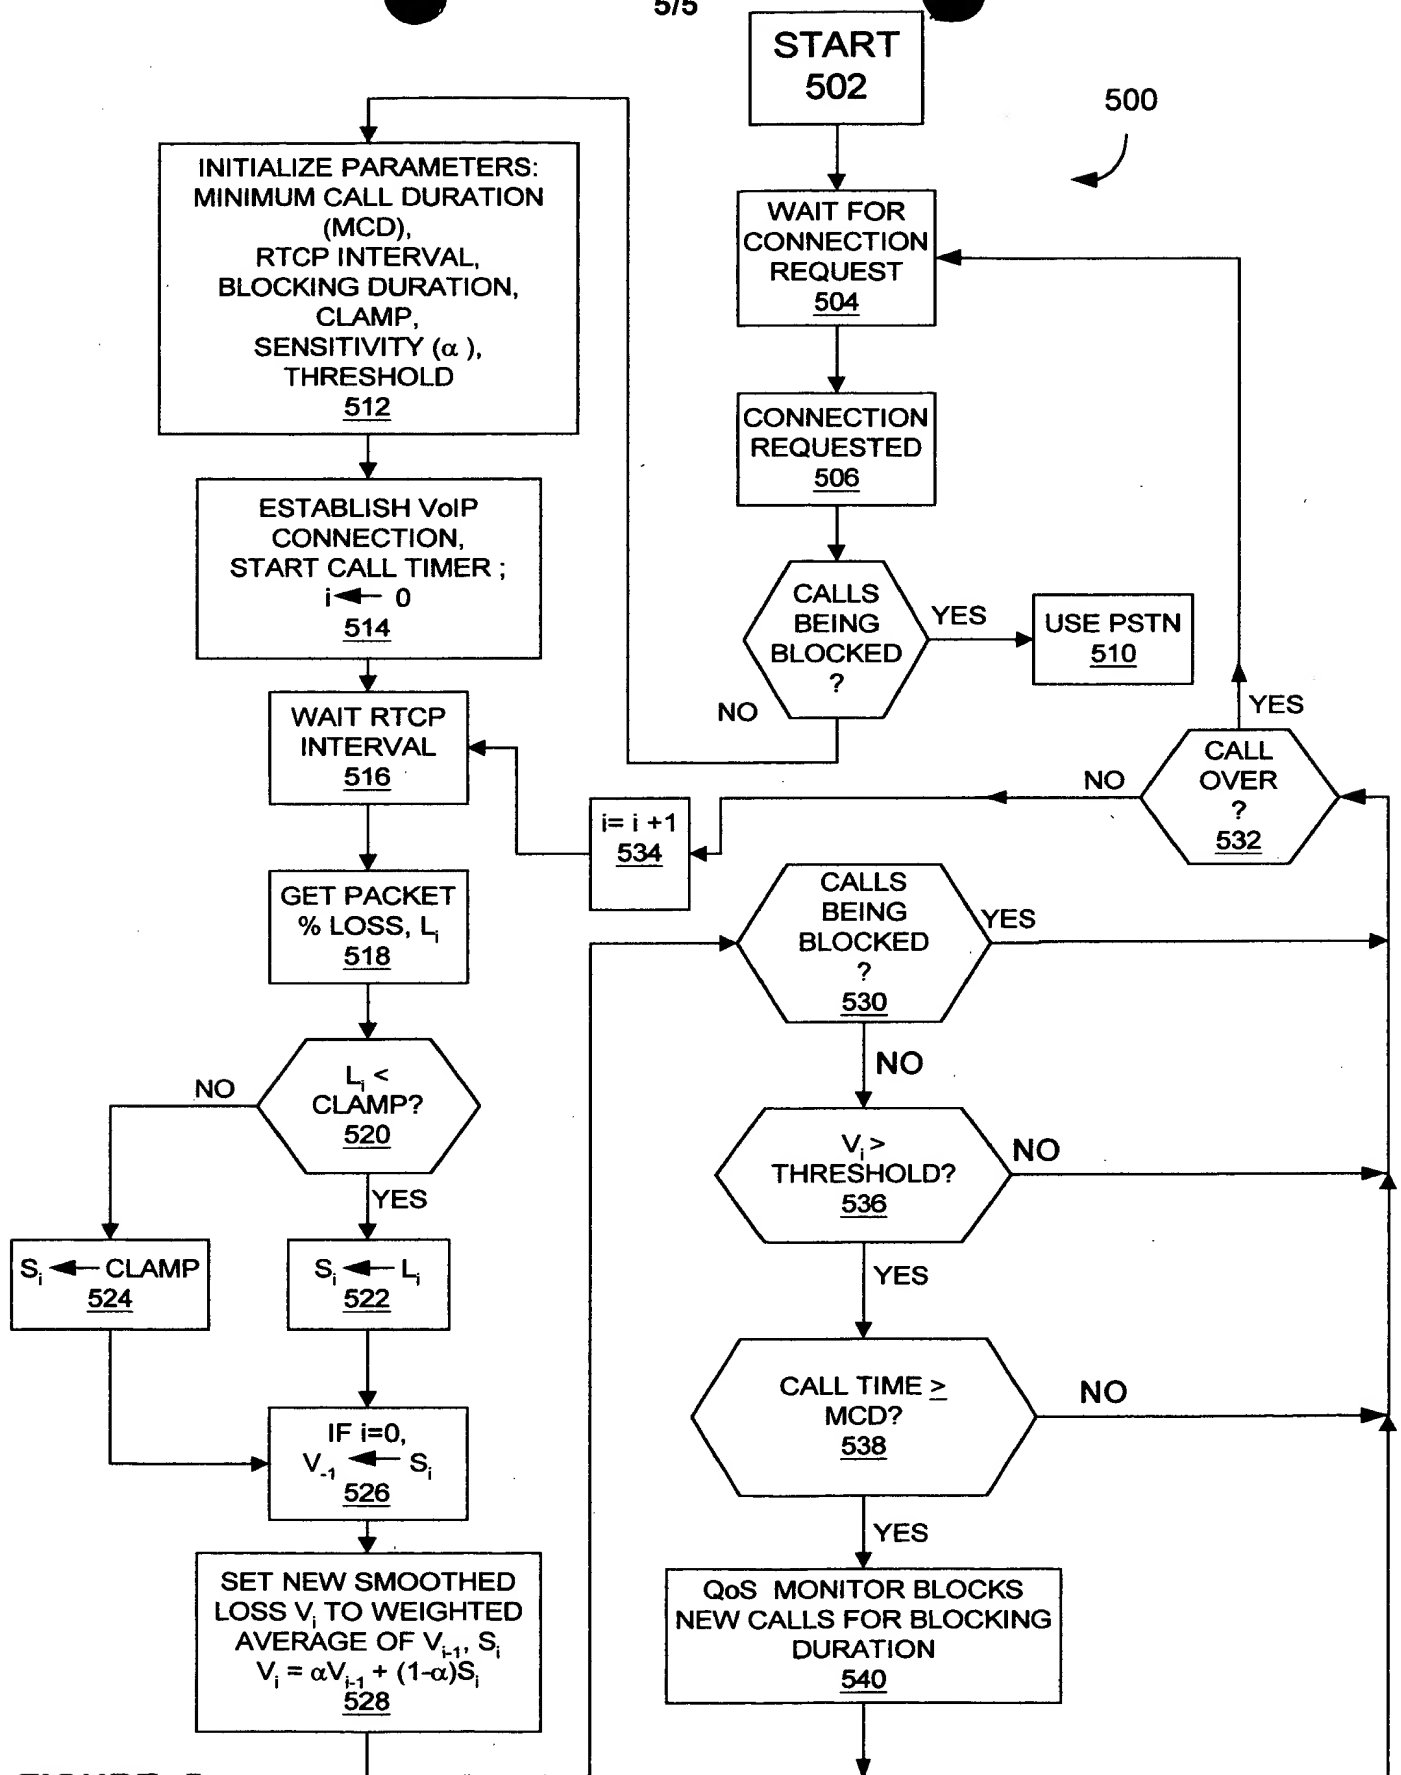 5/5
START
502
500
WAIT FOR
CONNECTION
REQUEST
504
CONNECTION
REQUESTED
506
CALLS
BEING
BLOCKED
?
YES
NO
USE PSTN
510
INITIALIZE PARAMETERS:
MINIMUM CALL DURATION
(MCD),
RTCP INTERVAL,
BLOCKING DURATION,
CLAMP,
SENSITIVITY (α ),
THRESHOLD
512
ESTABLISH VoIP
CONNECTION,
START CALL TIMER ;
i ← 0
514
WAIT RTCP
INTERVAL
516
GET PACKET
% LOSS, Li
518
Li <
CLAMP?
520
NO
YES
Si ← CLAMP
524
Si ← Li
522
IF i=0,
V-1 ← Si
526
SET NEW SMOOTHED
LOSS Vi TO WEIGHTED
AVERAGE OF Vi-1, Si
Vi = αVi-1 + (1-α)Si
528
CALLS
BEING
BLOCKED
?
530
YES
NO
Vi >
THRESHOLD?
536
NO
YES
CALL TIME ≥
MCD?
538
NO
YES
QoS MONITOR BLOCKS
NEW CALLS FOR BLOCKING
DURATION
540
CALL
OVER
?
532
YES
NO
i= i +1
534